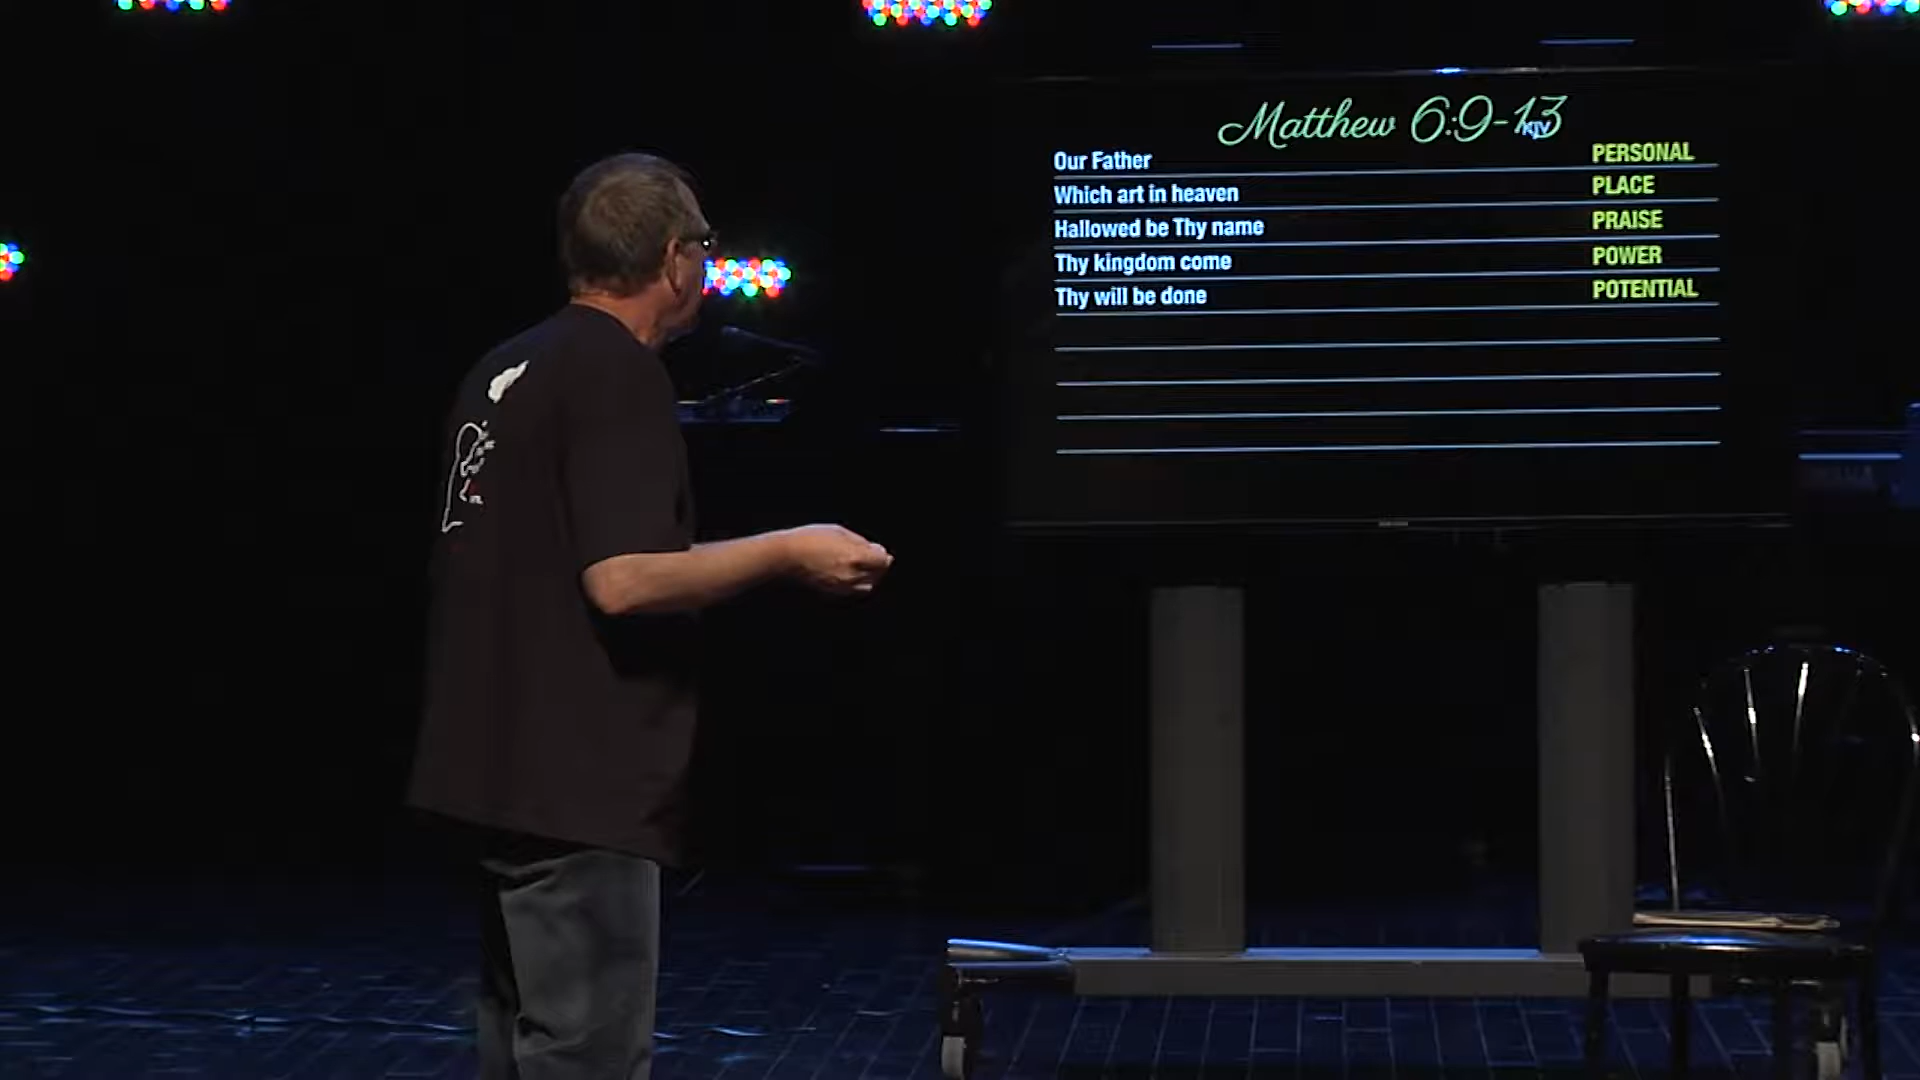 Matthew 6:9-13
KJV
Our Father PERSONAL
Which art in heaven PLACE
Hallowed be Thy name PRAISE
Thy kingdom come POWER
Thy will be done POTENTIAL